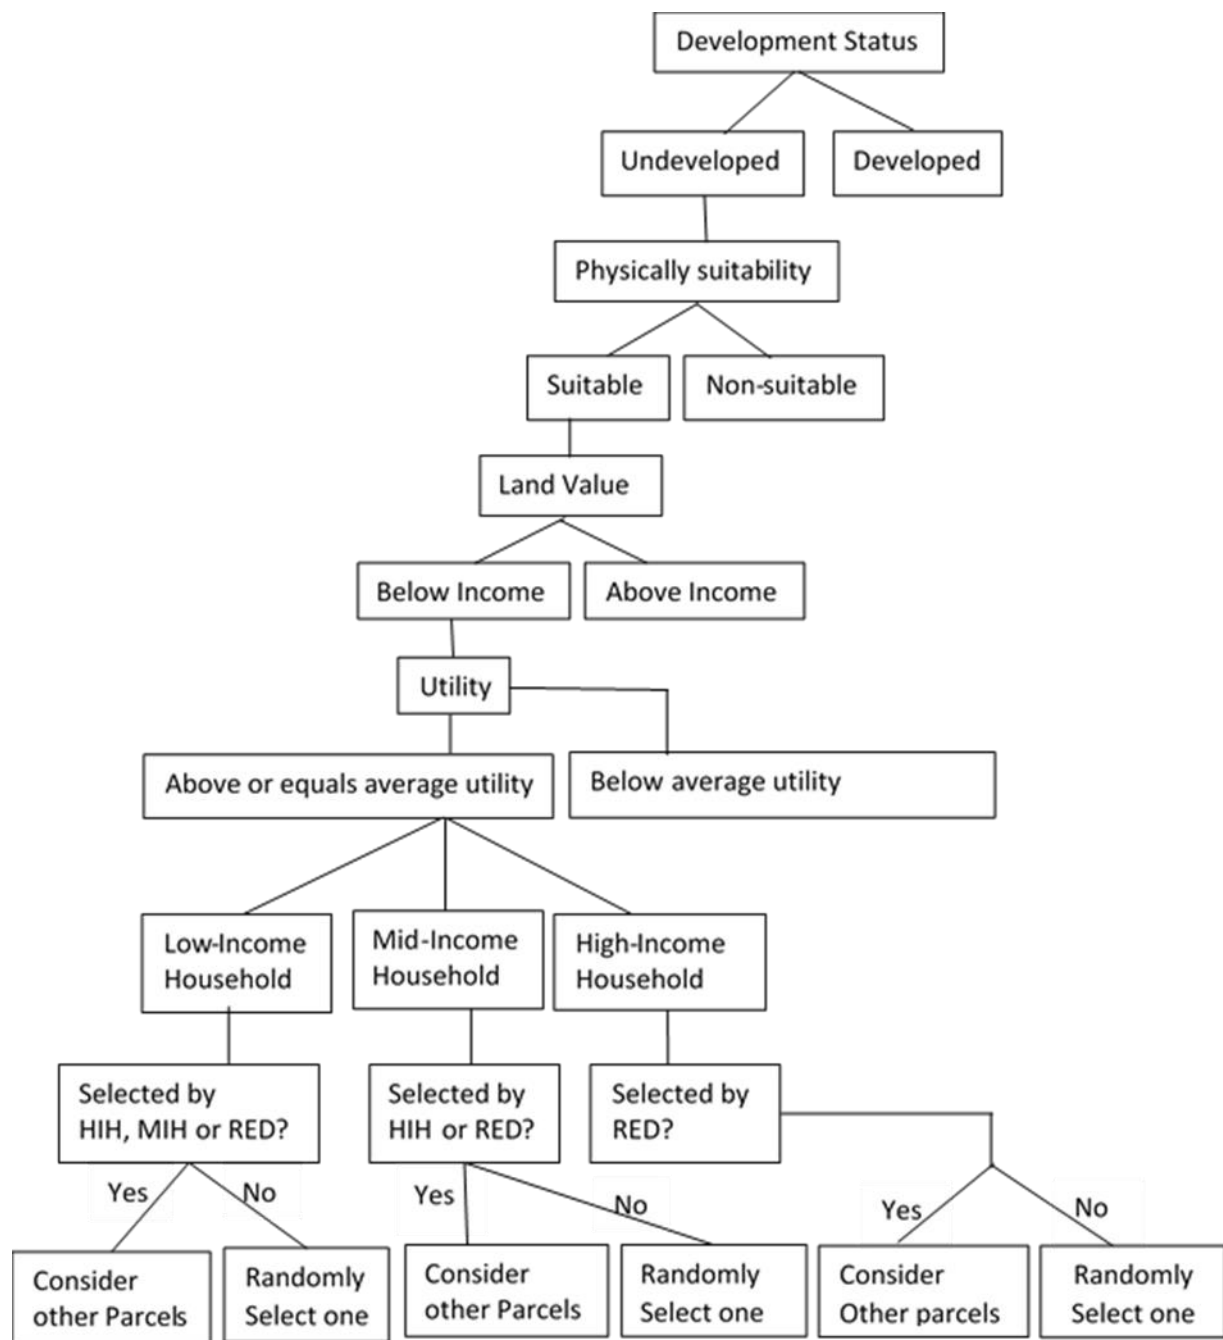 Development Status
Undeveloped
Developed
Physically suitability
Suitable
Non-suitable
Land Value
Below Income
Above Income
Utility
Above or equals average utility
Below average utility
Low-Income
Household
Mid-Income
Household
High-Income
Household
Selected by
HIH, MIH or RED?
Selected by
HIH or RED?
Selected by
RED?
Yes
No
Yes
No
Yes
No
Consider
other Parcels
Randomly
Select one
Consider
other Parcels
Randomly
Select one
Consider
Other parcels
Randomly
Select one